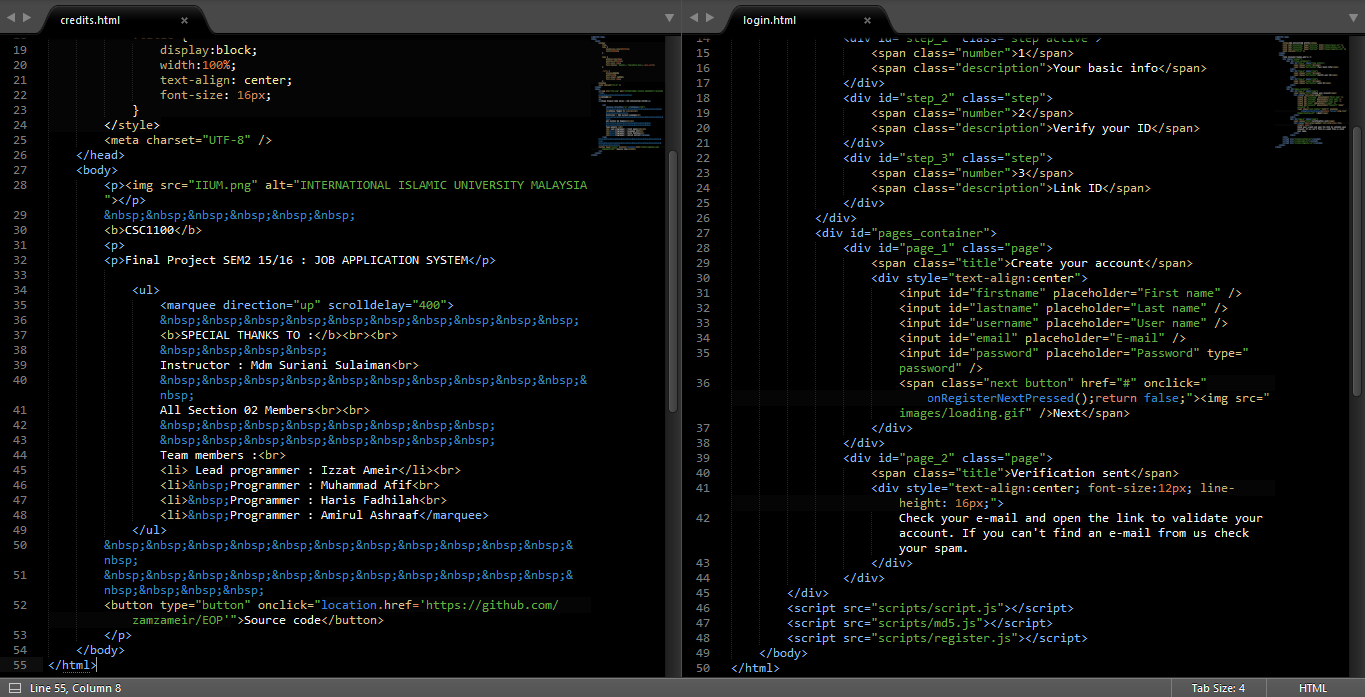 credits.html ×
19 display:block;
20 width:100%;
21 text-align: center;
22 font-size: 16px;
23 }
24 </style>
25 <meta charset="UTF-8" />
26 </head>
27 <body>
28 <p><img src="IIUM.png" alt="INTERNATIONAL ISLAMIC UNIVERSITY MALAYSIA
"></p>
29 &nbsp;&nbsp;&nbsp;&nbsp;&nbsp;&nbsp;
30 <b>CSC1100</b>
31 <p>
32 <p>Final Project SEM2 15/16 : JOB APPLICATION SYSTEM</p>
33
34 <ul>
35 <marquee direction="up" scrolldelay="400">
36 &nbsp;&nbsp;&nbsp;&nbsp;&nbsp;&nbsp;&nbsp;&nbsp;&nbsp;&nbsp;
37 <b>SPECIAL THANKS TO :</b><br><br>
38 &nbsp;&nbsp;&nbsp;&nbsp;
39 Instructor : Mdm Suriani Sulaiman<br>
40 &nbsp;&nbsp;&nbsp;&nbsp;&nbsp;&nbsp;&nbsp;&nbsp;&nbsp;&nbsp;&
nbsp;
41 All Section 02 Members<br><br>
42 &nbsp;&nbsp;&nbsp;&nbsp;&nbsp;&nbsp;&nbsp;&nbsp;
43 &nbsp;&nbsp;&nbsp;&nbsp;&nbsp;&nbsp;&nbsp;&nbsp;
44 Team members :<br>
45 <li> Lead programmer : Izzat Ameir</li><br>
46 <li>&nbsp;Programmer : Muhammad Afif<br>
47 <li>&nbsp;Programmer : Haris Fadhilah<br>
48 <li>&nbsp;Programmer : Amirul Ashraaf</marquee>
49 </ul>
50 &nbsp;&nbsp;&nbsp;&nbsp;&nbsp;&nbsp;&nbsp;&nbsp;&nbsp;&nbsp;&nbsp;&
nbsp;
51 &nbsp;&nbsp;&nbsp;&nbsp;&nbsp;&nbsp;&nbsp;&nbsp;&nbsp;&nbsp;&nbsp;&
nbsp;&nbsp;&nbsp;&nbsp;
52 <button type="button" onclick="location.href='https://github.com/
zamzameir/EOP'">Source code</button>
53 </p>
54 </body>
55 </html>
login.html ×
14 <div id="step_1" class="step active">
15 <span class="number">1</span>
16 <span class="description">Your basic info</span>
17 </div>
18 <div id="step_2" class="step">
19 <span class="number">2</span>
20 <span class="description">Verify your ID</span>
21 </div>
22 <div id="step_3" class="step">
23 <span class="number">3</span>
24 <span class="description">Link ID</span>
25 </div>
26 </div>
27 <div id="pages_container">
28 <div id="page_1" class="page">
29 <span class="title">Create your account</span>
30 <div style="text-align:center">
31 <input id="firstname" placeholder="First name" />
32 <input id="lastname" placeholder="Last name" />
33 <input id="username" placeholder="User name" />
34 <input id="email" placeholder="E-mail" />
35 <input id="password" placeholder="Password" type="
password" />
36 <span class="next button" href="#" onclick="
onRegisterNextPressed();return false;"><img src="
images/loading.gif" />Next</span>
37 </div>
38 </div>
39 <div id="page_2" class="page">
40 <span class="title">Verification sent</span>
41 <div style="text-align:center; font-size:12px; line-
height: 16px;">
42 Check your e-mail and open the link to validate your
account. If you can't find an e-mail from us check
your spam.
43 </div>
44 </div>
45 </div>
46 <script src="scripts/script.js"></script>
47 <script src="scripts/md5.js"></script>
48 <script src="scripts/register.js"></script>
49 </body>
50 </html>
Line 55, Column 8
Tab Size: 4
HTML